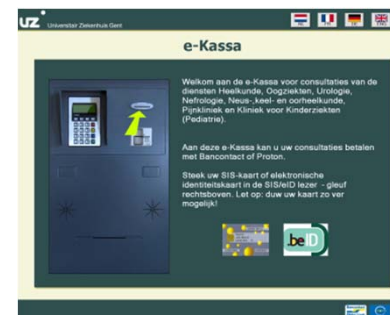 uz Universitair Ziekenhuis Gent
e-Kassa
Welkom aan de e-Kassa voor consultaties van de
diensten Heelkunde, Oogziekten, Urologie,
Nefrologie, Neus-,keel- en oorheelkunde,
Pijnkliniek en Kliniek voor Kinderziekten
(Pediatrie).
Aan deze e-Kassa kan u uw consultaties betalen
met Bancontact of Proton.
Steek uw SIS-kaart of elektronische
identiteitskaart in de SIS/eID lezer - gleuf
rechtsboven. Let op: duw uw kaart zo ver
mogelijk!
.beID